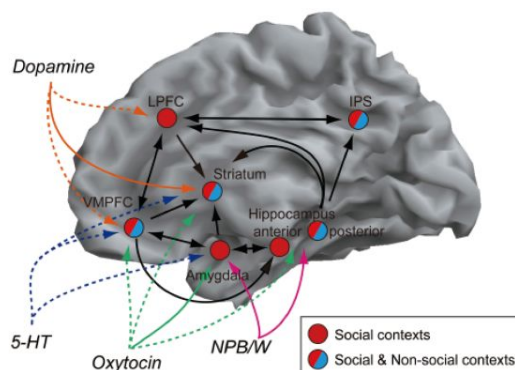 Dopamine
LPFC
IPS
Striatum
VMPFC
Hippocampus
anterior
posterior
Amygdala
5-HT
Oxytocin
NPB/W
Social contexts
Social & Non-social contexts